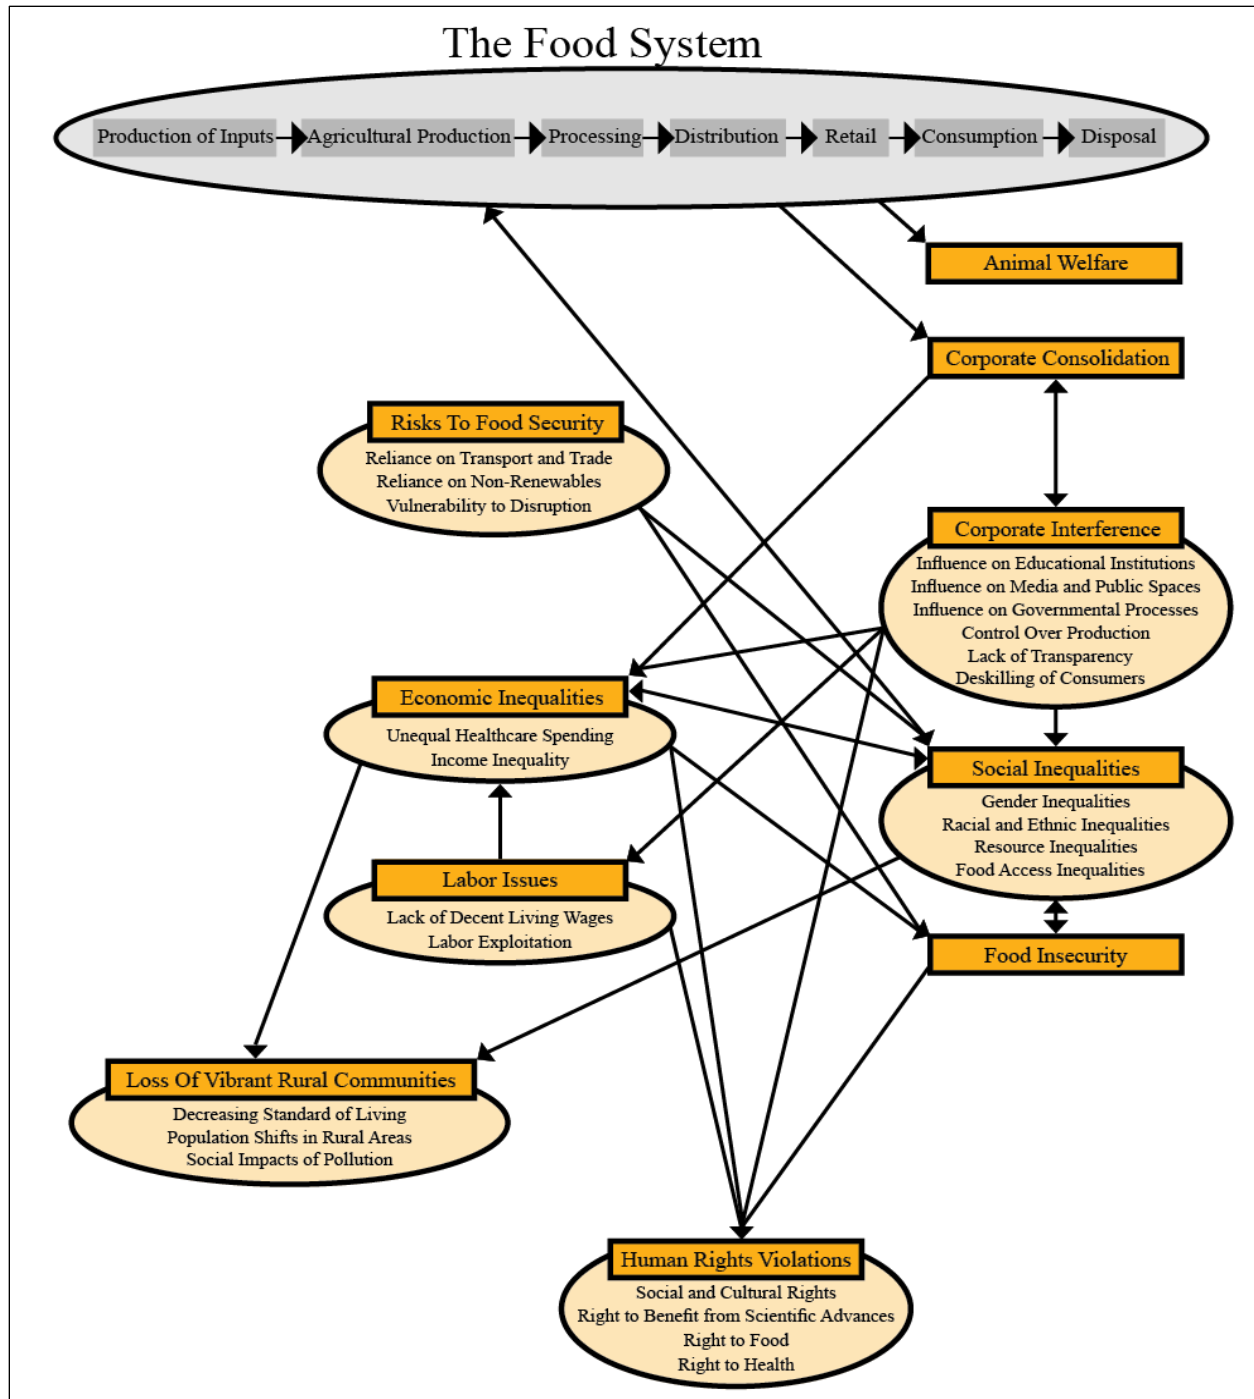 The Food System
Production of Inputs
Agricultural Production
Processing
Distribution
Retail
Consumption
Disposal
Animal Welfare
Corporate Consolidation
Risks To Food Security
Reliance on Transport and Trade
Reliance on Non-Renewables
Vulnerability to Disruption
Corporate Interference
Influence on Educational Institutions
Influence on Media and Public Spaces
Influence on Governmental Processes
Control Over Production
Lack of Transparency
Deskilling of Consumers
Economic Inequalities
Unequal Healthcare Spending
Income Inequality
Social Inequalities
Gender Inequalities
Racial and Ethnic Inequalities
Resource Inequalities
Food Access Inequalities
Labor Issues
Lack of Decent Living Wages
Labor Exploitation
Food Insecurity
Loss Of Vibrant Rural Communities
Decreasing Standard of Living
Population Shifts in Rural Areas
Social Impacts of Pollution
Human Rights Violations
Social and Cultural Rights
Right to Benefit from Scientific Advances
Right to Food
Right to Health